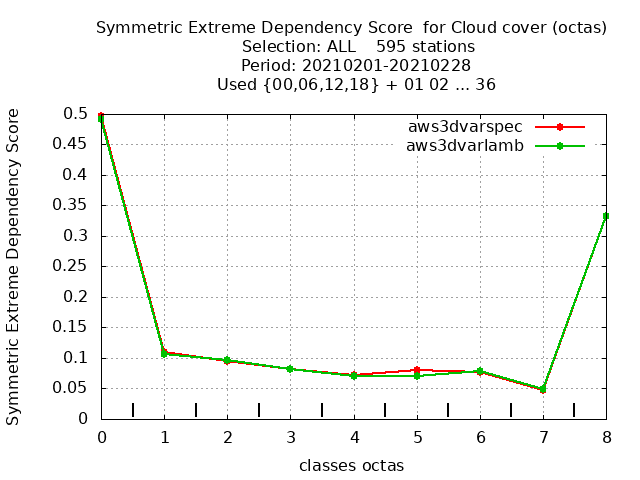 Symmetric Extreme Dependency Score  for Cloud cover (octas)
Selection: ALL    595 stations
Period: 20210201-20210228
Used {00,06,12,18} + 01 02 ... 36
Symmetric Extreme Dependency Score
0.5
0.45
0.4
0.35
0.3
0.25
0.2
0.15
0.1
0.05
0
aws3dvarspec
aws3dvarlamb
0 1 2 3 4 5 6 7 8
classes octas